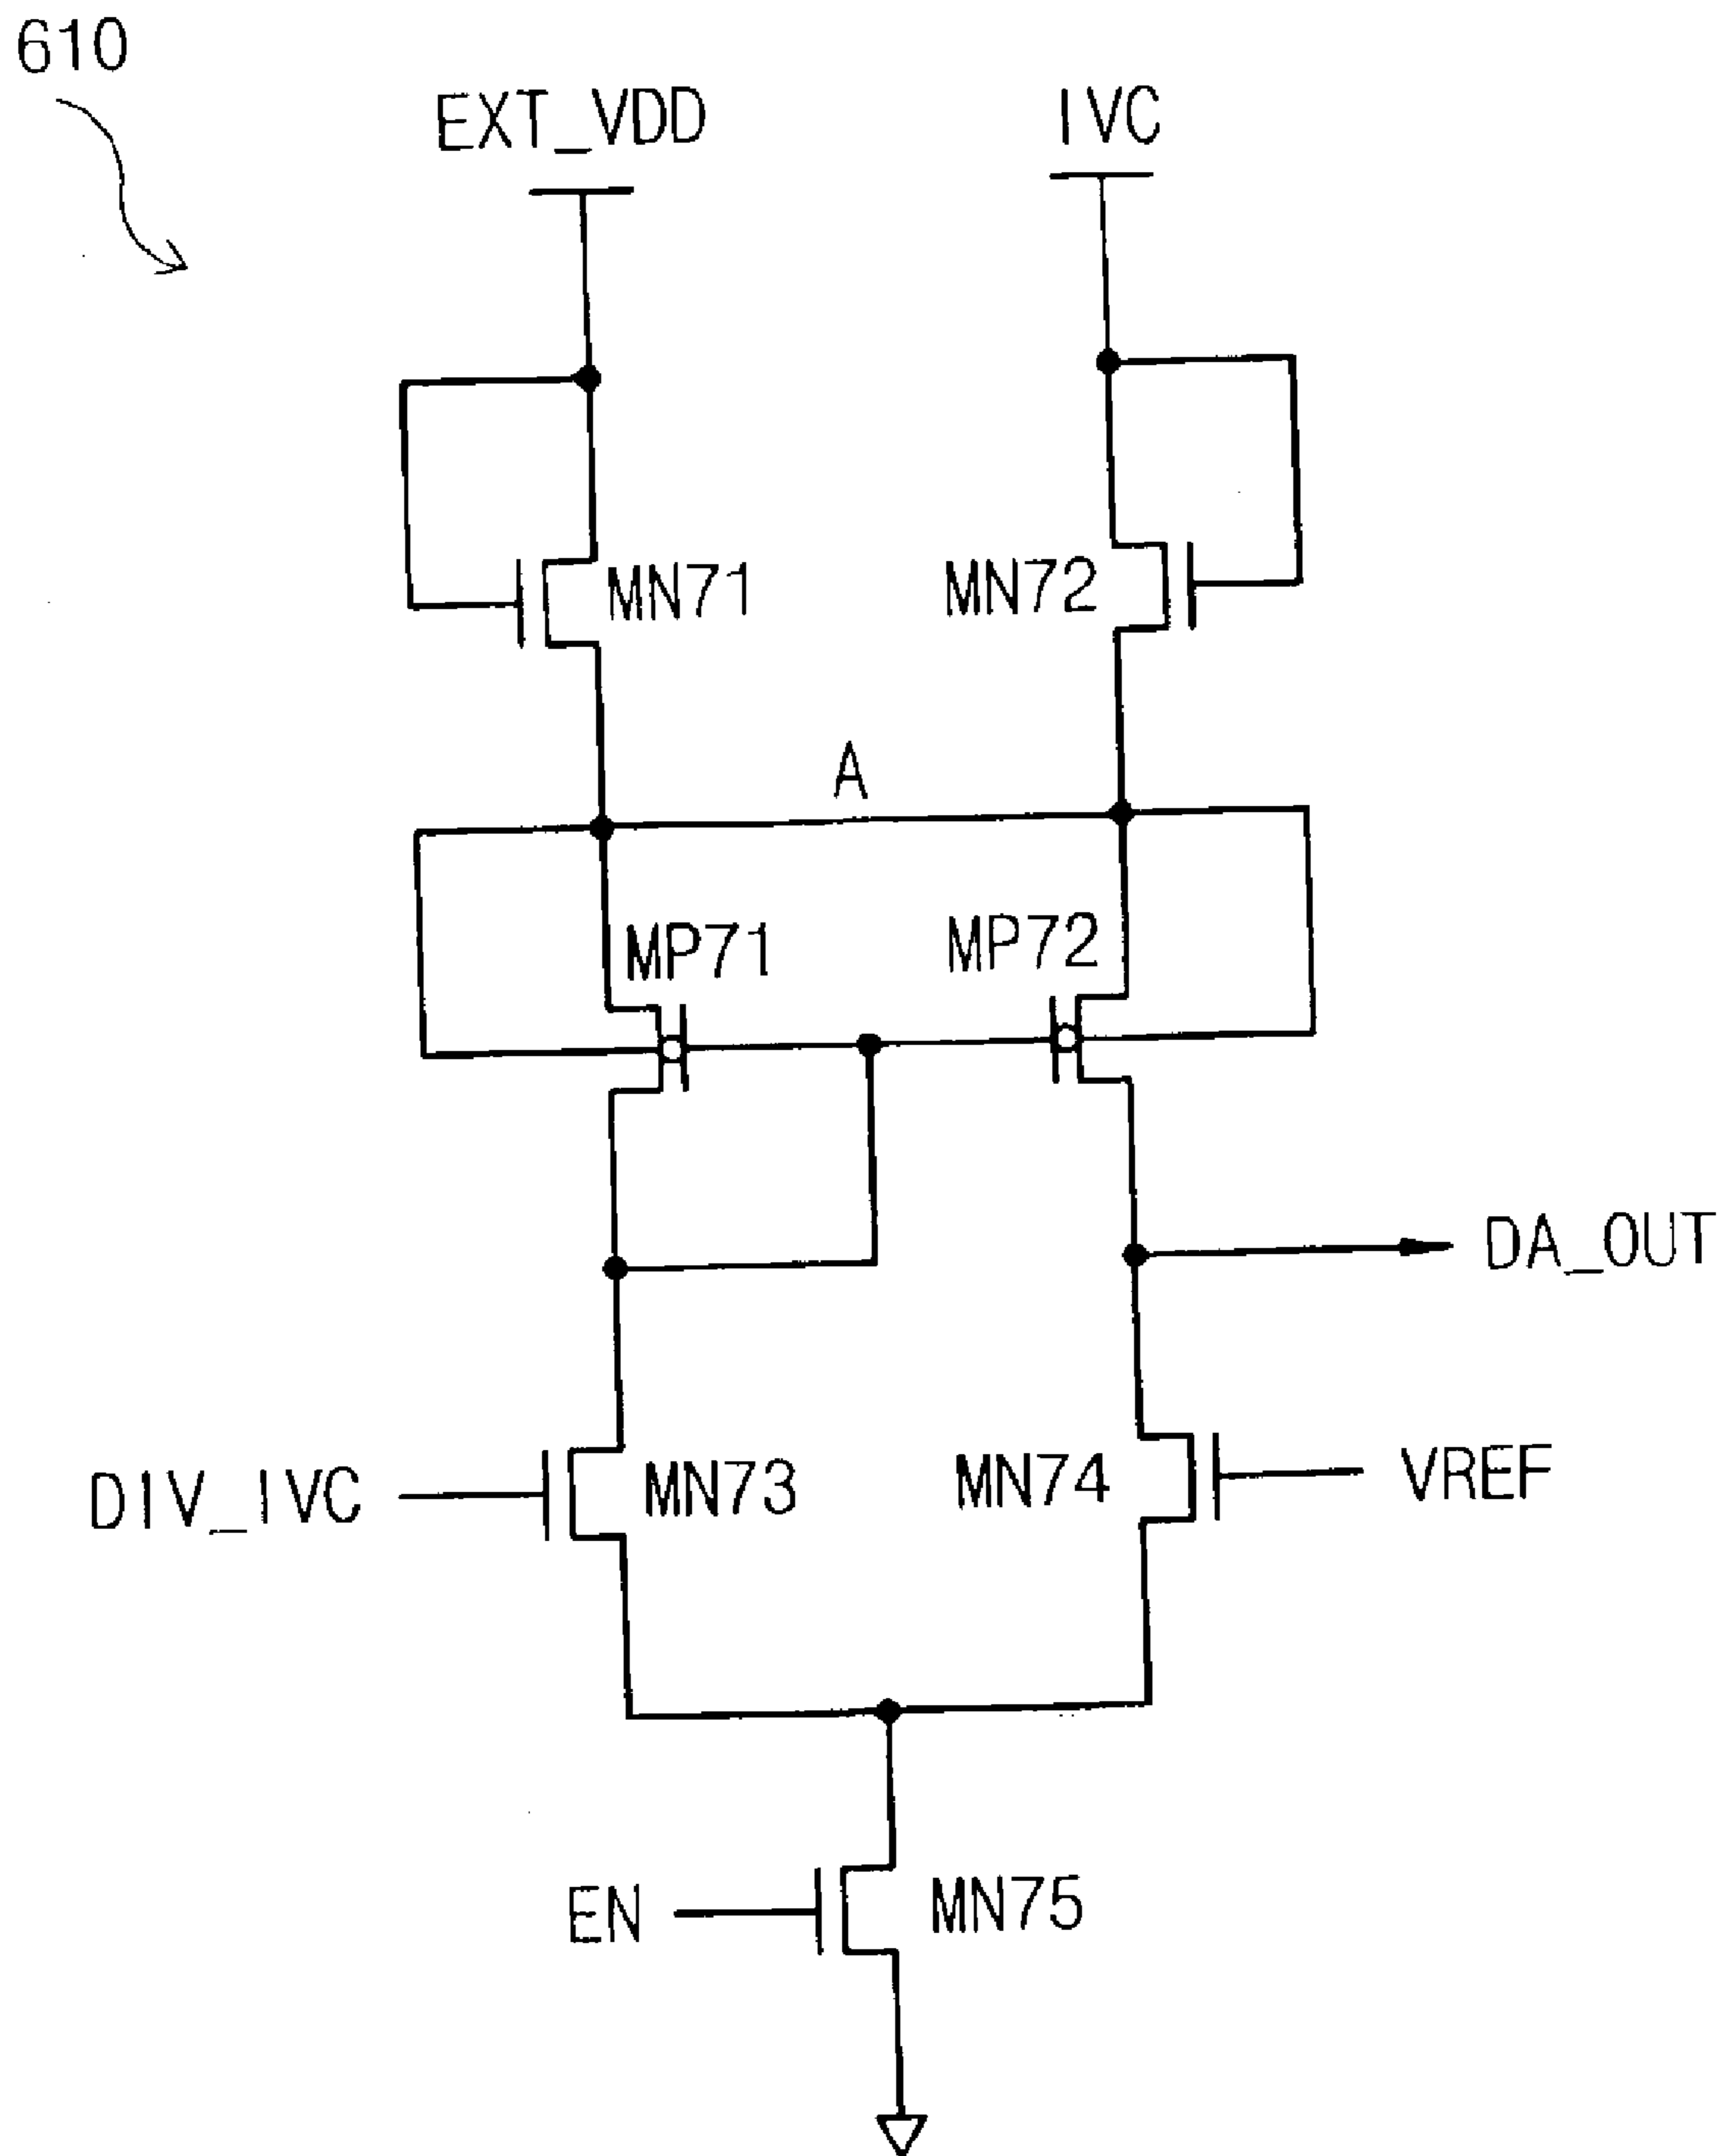 610
EXT_VDD
IVC
MN71
MN72
A
MP71
MP72
DA_OUT
DIV_IVC
MN73
MN74
VREF
EN
MN75